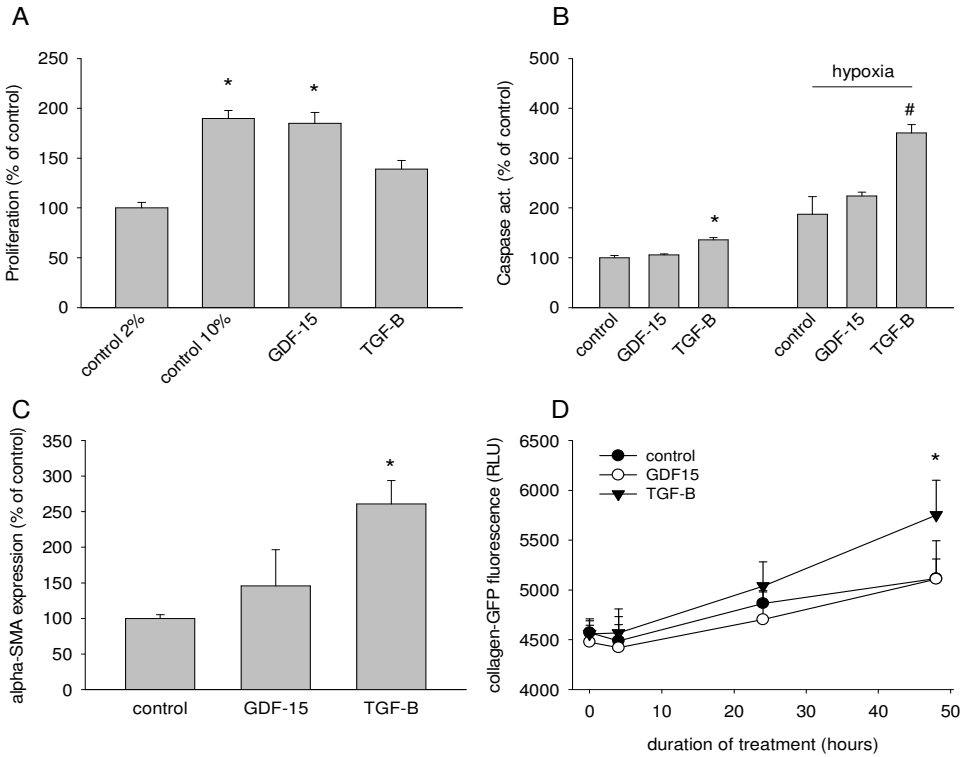 A
Proliferation (% of control)
250
200
150
100
50
0
*
*
control 2%
control 10%
GDF-15
TGF-B
B
Caspase act. (% of control)
500
400
300
200
100
0
hypoxia
#
*
control
GDF-15
TGF-B
control
GDF-15
TGF-B
C
alpha-SMA expression (% of control)
350
300
250
200
150
100
50
0
*
control
GDF-15
TGF-B
D
collagen-GFP fluorescence (RLU)
6500
6000
5500
5000
4500
4000
control
GDF15
TGF-B
*
0
10
20
30
40
50
duration of treatment (hours)